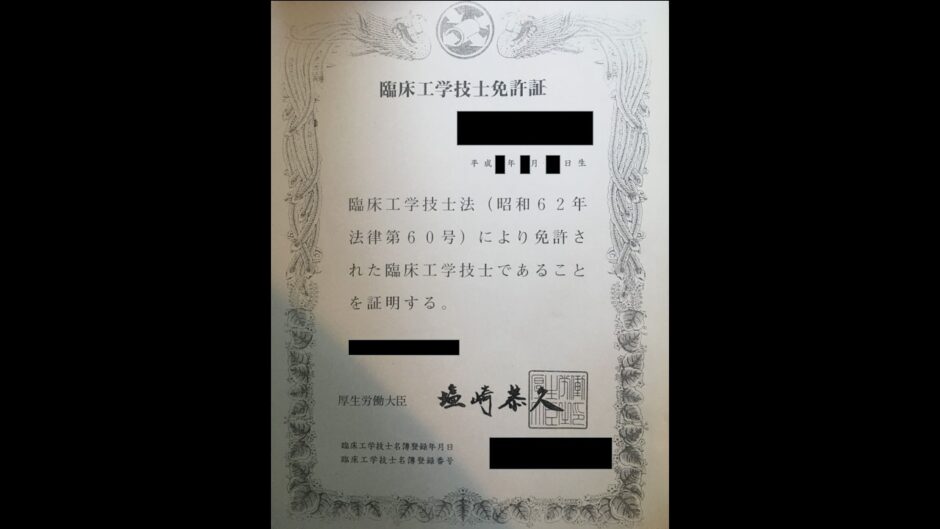 臨床工学技士免許証
平成 年 月 日生
臨床工学技士法（昭和62年
法律第60号）により免許さ
れた臨床工学技士であること
を証明する。
厚生労働大臣 塩崎恭久
臨床工学技士名簿登録年月日
臨床工学技士名簿登録番号